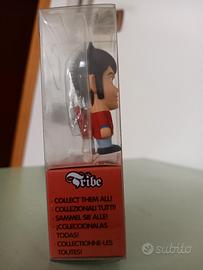 Tribe
- COLLECT THEM ALL!
- COLLEZIONALI TUTTI!
- SAMMEL SIE ALLE!
- ¡COLECCIONALAS
TODAS!
- COLLECTIONNE-LES
TOUTES!
subito